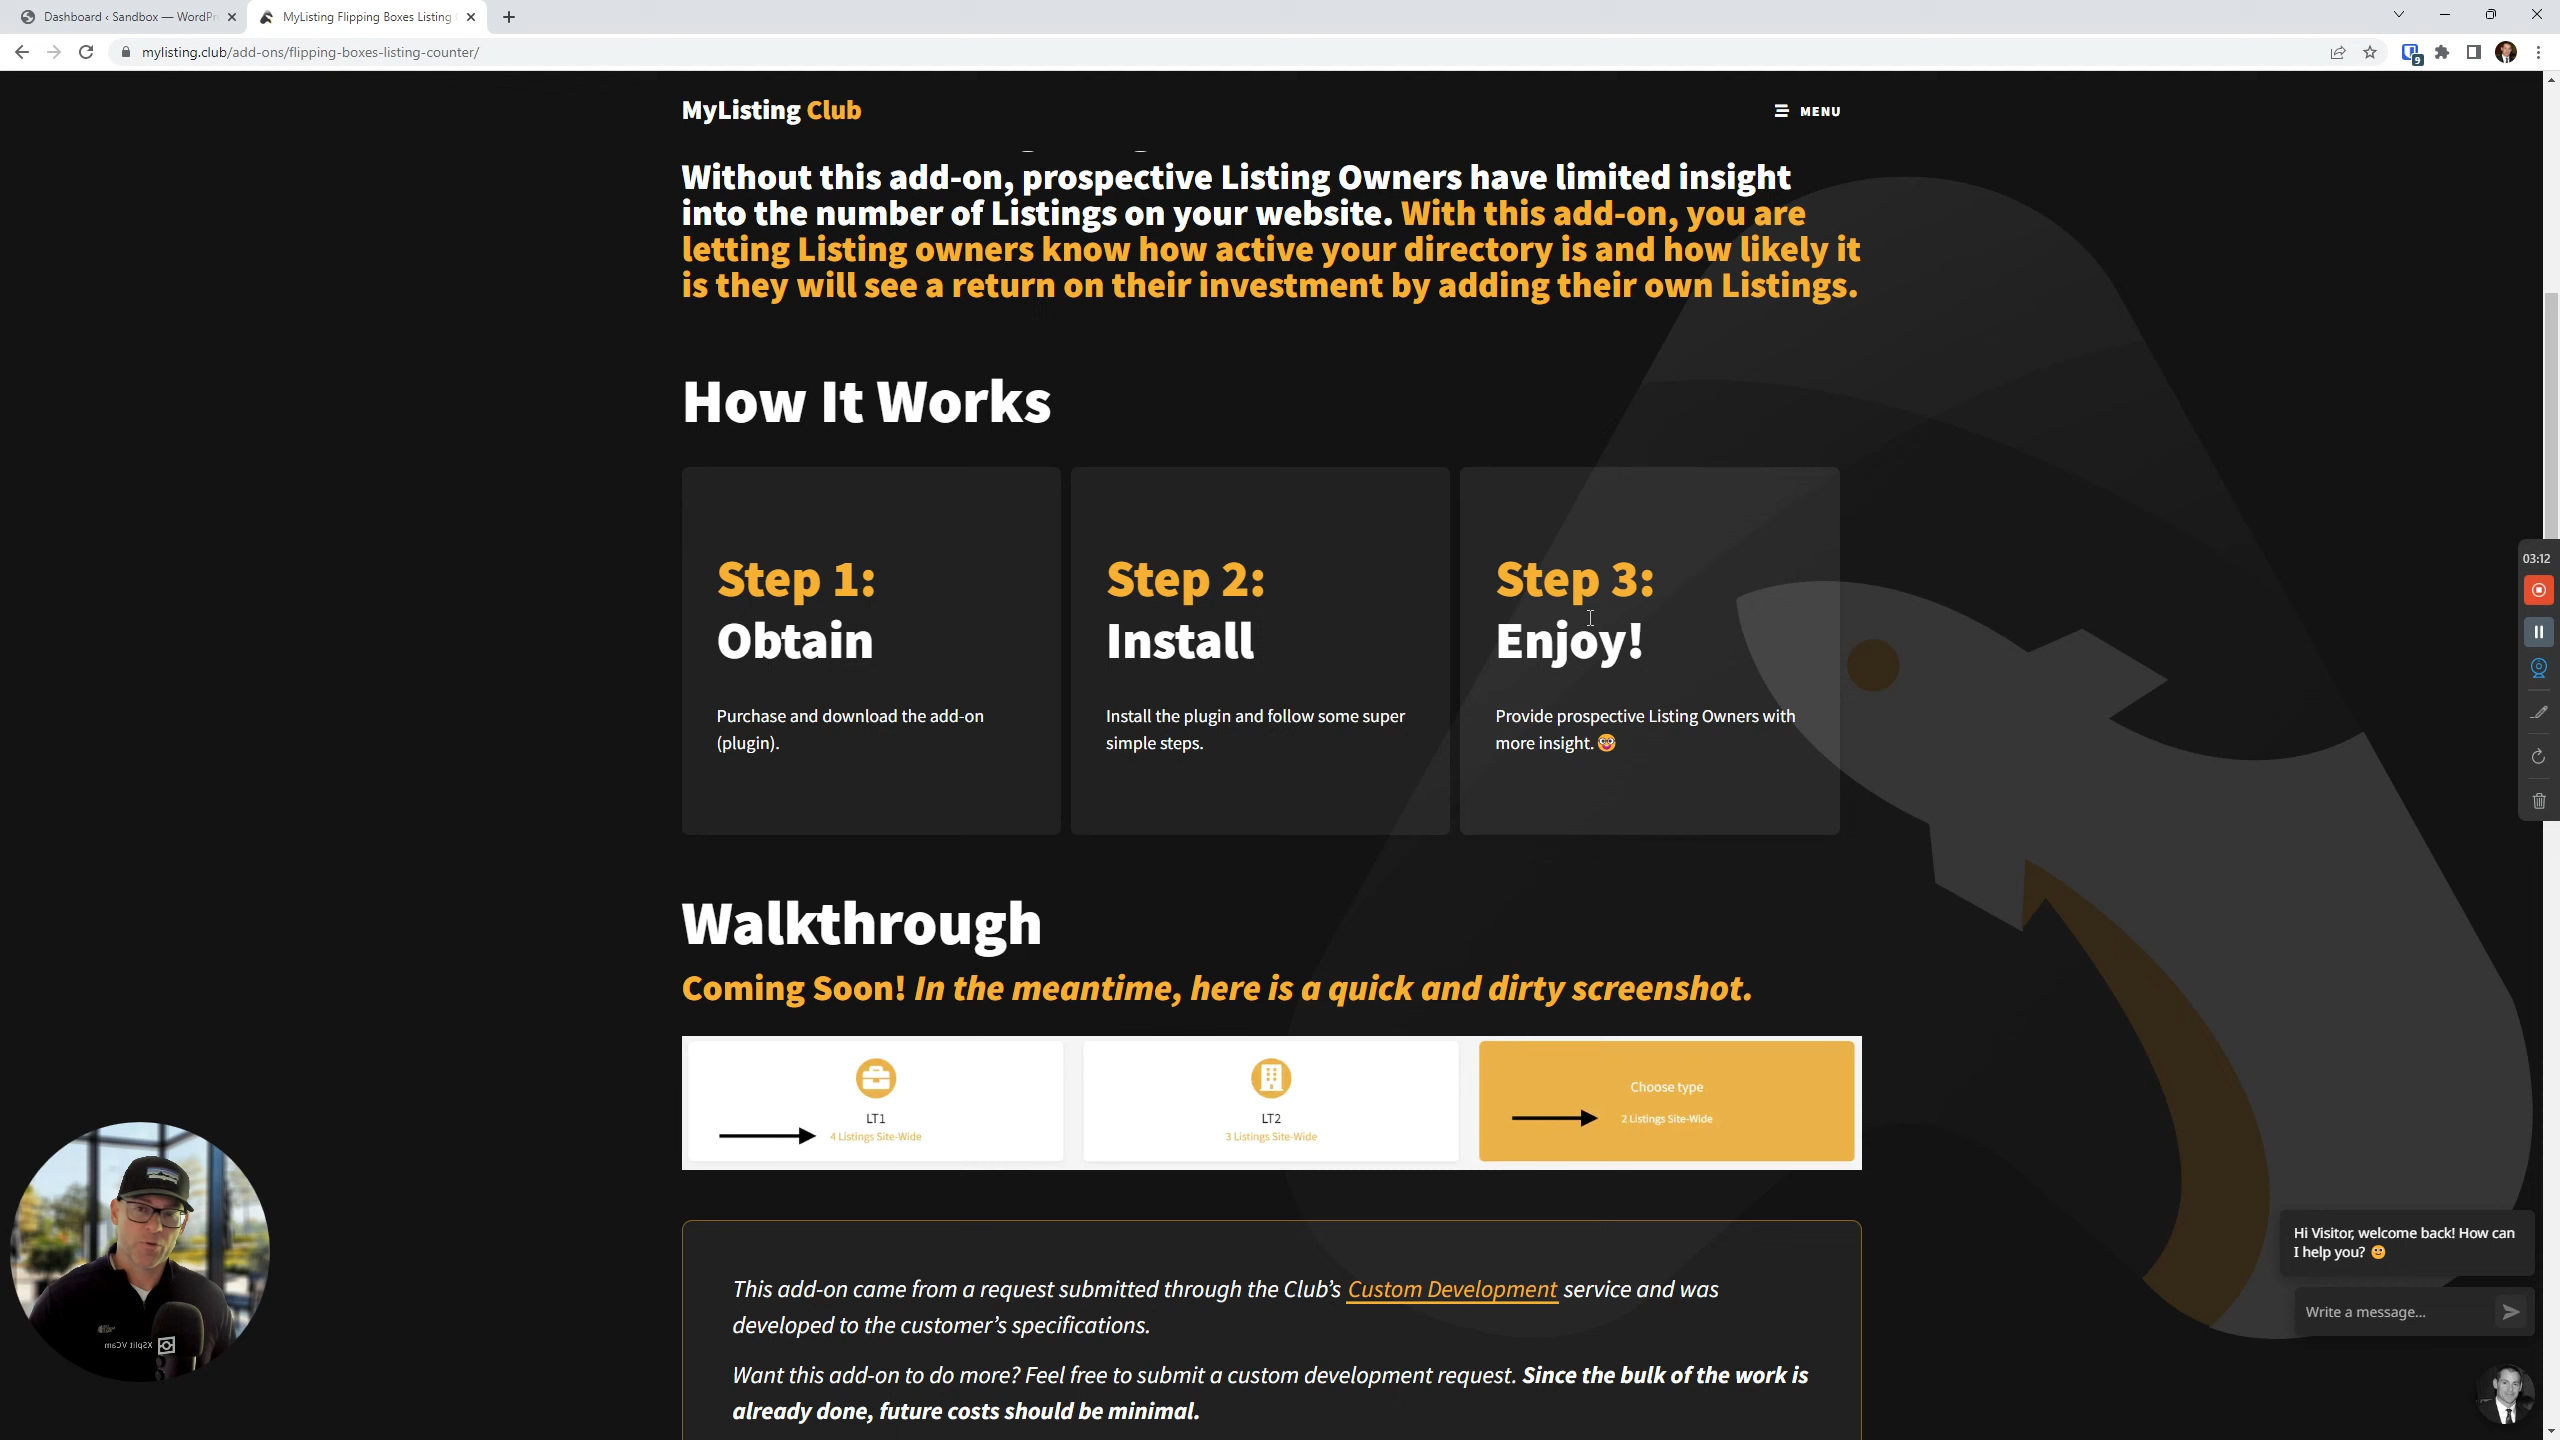 Dashboard ‹ Sandbox — WordPr
MyListing Flipping Boxes Listing
mylisting.club/add-ons/flipping-boxes-listing-counter/
9
MyListing Club
MENU
Without this add-on, prospective Listing Owners have limited insight
into the number of Listings on your website. With this add-on, you are
letting Listing owners know how active your directory is and how likely it
is they will see a return on their investment by adding their own Listings.
How It Works
Step 1:
Obtain
Purchase and download the add-on
(plugin).
Step 2:
Install
Install the plugin and follow some super
simple steps.
Step 3:
Enjoy!
Provide prospective Listing Owners with
more insight. 🤓
03:12
Walkthrough
Coming Soon! In the meantime, here is a quick and dirty screenshot.
LT1
4 Listings Site-Wide
LT2
3 Listings Site-Wide
Choose type
2 Listings Site-Wide
This add-on came from a request submitted through the Club’s Custom Development service and was
developed to the customer’s specifications.
Want this add-on to do more? Feel free to submit a custom development request. Since the bulk of the work is
already done, future costs should be minimal.
XSplit VCam
Hi Visitor, welcome back! How can
I help you? 🙂
Write a message...